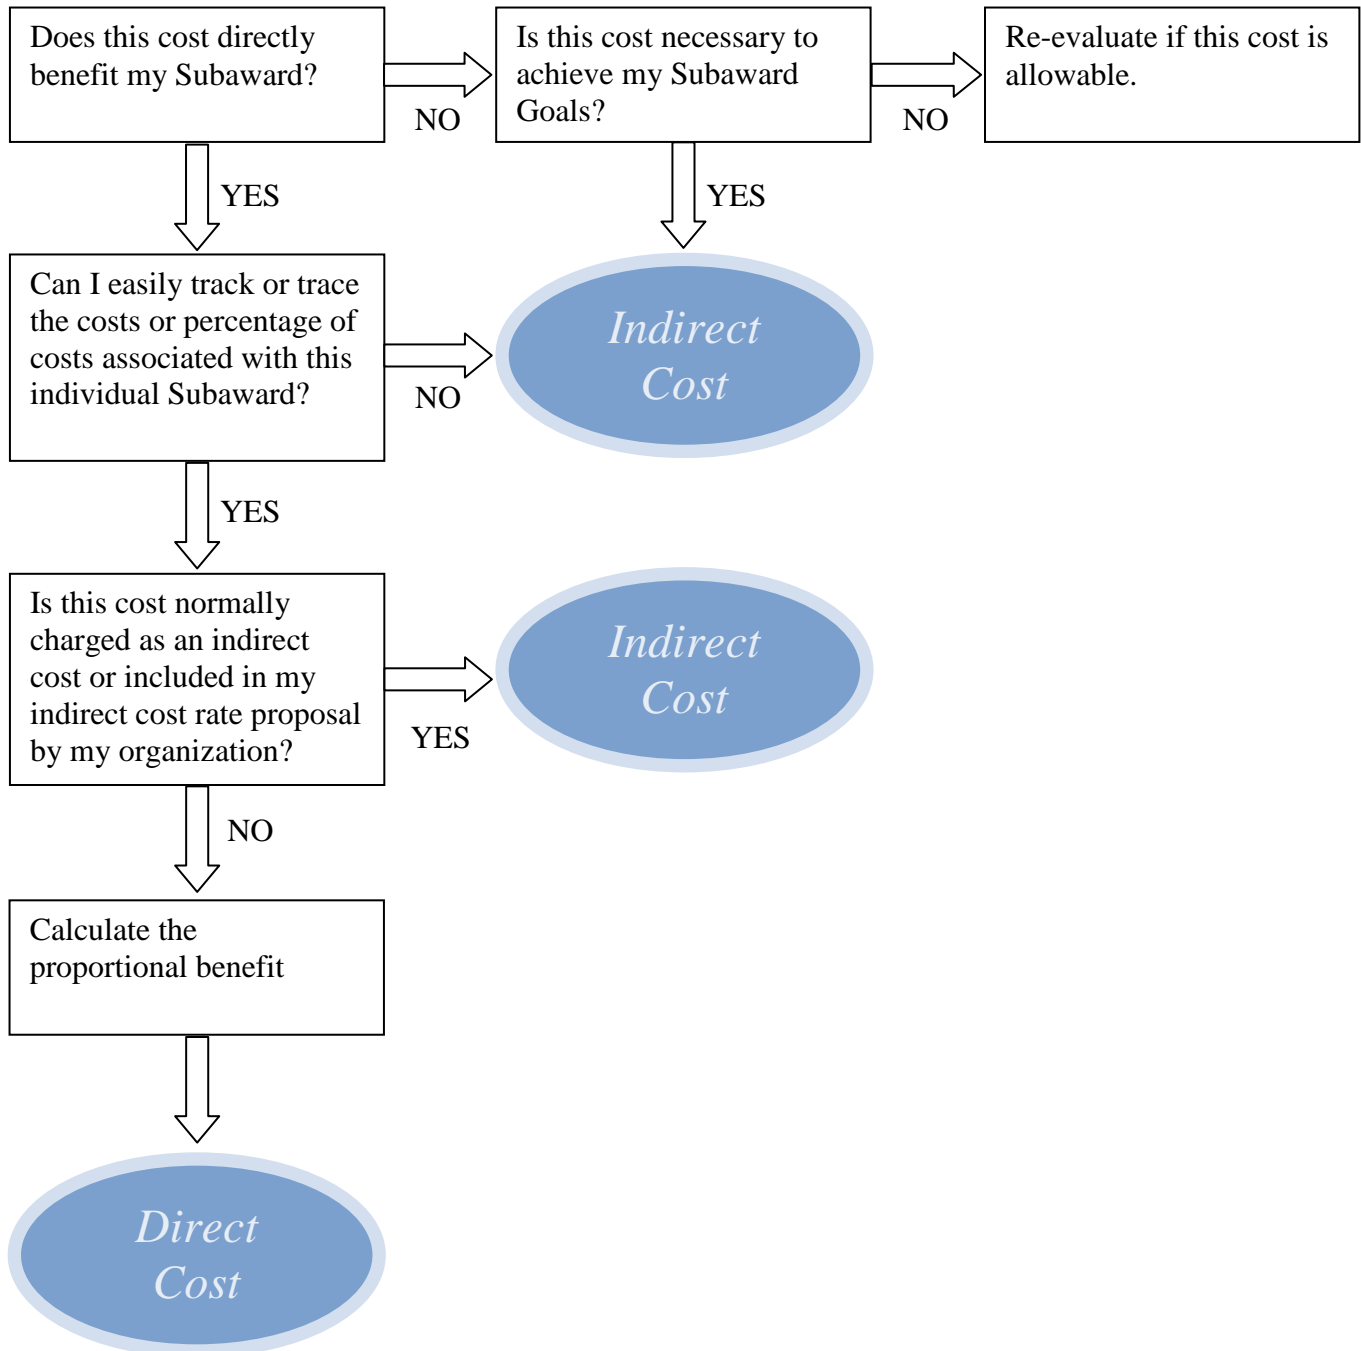 Does this cost directly
benefit my Subaward?
NO
Is this cost necessary to
achieve my Subaward
Goals?
NO
Re-evaluate if this cost is
allowable.
YES
YES
Can I easily track or trace
the costs or percentage of
costs associated with this
individual Subaward?
NO
Indirect
Cost
YES
Is this cost normally
charged as an indirect
cost or included in my
indirect cost rate proposal
by my organization?
YES
Indirect
Cost
NO
Calculate the
proportional benefit
Direct
Cost